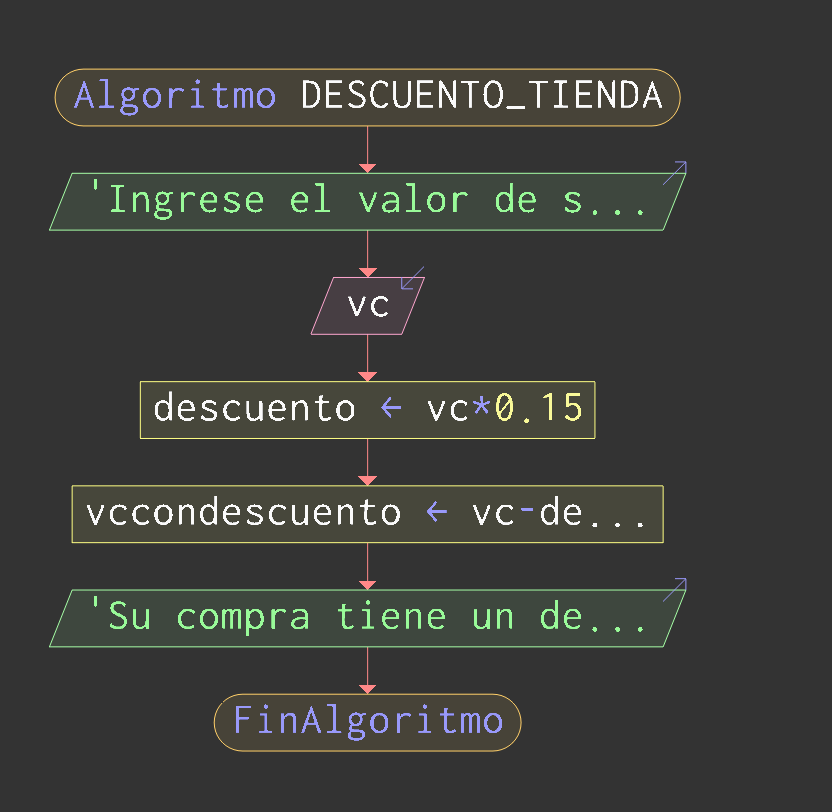 Algoritmo DESCUENTO_TIENDA
'Ingrese el valor de s...
vc
descuento ← vc*0.15
vccondescuento ← vc-de...
'Su compra tiene un de...
FinAlgoritmo